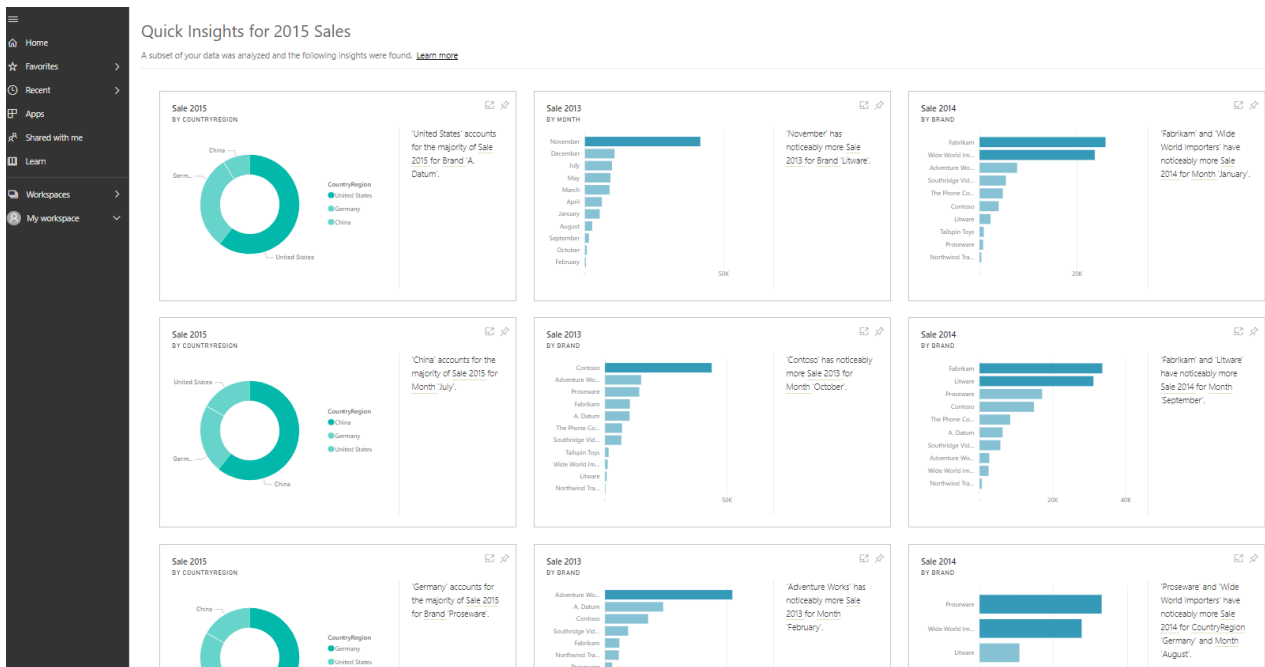 Home
Favorites
Recent
Apps
Shared with me
Learn
Workspaces
My workspace
Quick Insights for 2015 Sales
A subset of your data was analyzed and the following insights were found. Learn more
Sale 2015
BY COUNTRYREGION
China
Germ...
United States
CountryRegion
United States
Germany
China
'United States' accounts
for the majority of Sale
2015 for Brand 'A.
Datum'.
Sale 2013
BY MONTH
November
December
July
May
March
April
January
August
September
October
February
50K
'November' has
noticeably more Sale
2013 for Brand 'Litware'.
Sale 2014
BY BRAND
Fabrikam
Wide World Im...
Adventure Wo...
Southridge Vid...
The Phone Co...
Contoso
Litware
Tailspin Toys
Proseware
Northwind Tra...
20K
'Fabrikam' and 'Wide
World Importers' have
noticeably more Sale
2014 for Month 'January'.
Sale 2015
BY COUNTRYREGION
United States
Germ...
China
CountryRegion
China
Germany
United States
'China' accounts for the
majority of Sale 2015 for
Month 'July'.
Sale 2013
BY BRAND
Contoso
Adventure Wo...
Proseware
Fabrikam
A. Datum
The Phone Co...
Southridge Vid...
Tailspin Toys
Wide World Im...
Litware
Northwind Tra...
50K
'Contoso' has noticeably
more Sale 2013 for
Month 'October'.
Sale 2014
BY BRAND
Fabrikam
Litware
Proseware
Contoso
The Phone Co...
A. Datum
Southridge Vid...
Adventure Wo...
Wide World Im...
Northwind Tra...
20K
40K
'Fabrikam' and 'Litware'
have noticeably more
Sale 2014 for Month
'September'.
Sale 2015
BY COUNTRYREGION
China
CountryRegion
Germany
United States
'Germany' accounts for
the majority of Sale 2015
for Brand 'Proseware'.
Sale 2013
BY BRAND
Adventure Wo...
A. Datum
Contoso
Southridge Vid...
Fabrikam
Northwind Tra...
Proseware
'Adventure Works' has
noticeably more Sale
2013 for Month
'February'.
Sale 2014
BY BRAND
Proseware
Wide World Im...
Litware
'Proseware' and 'Wide
World Importers' have
noticeably more Sale
2014 for CountryRegion
'Germany' and Month
'August'.